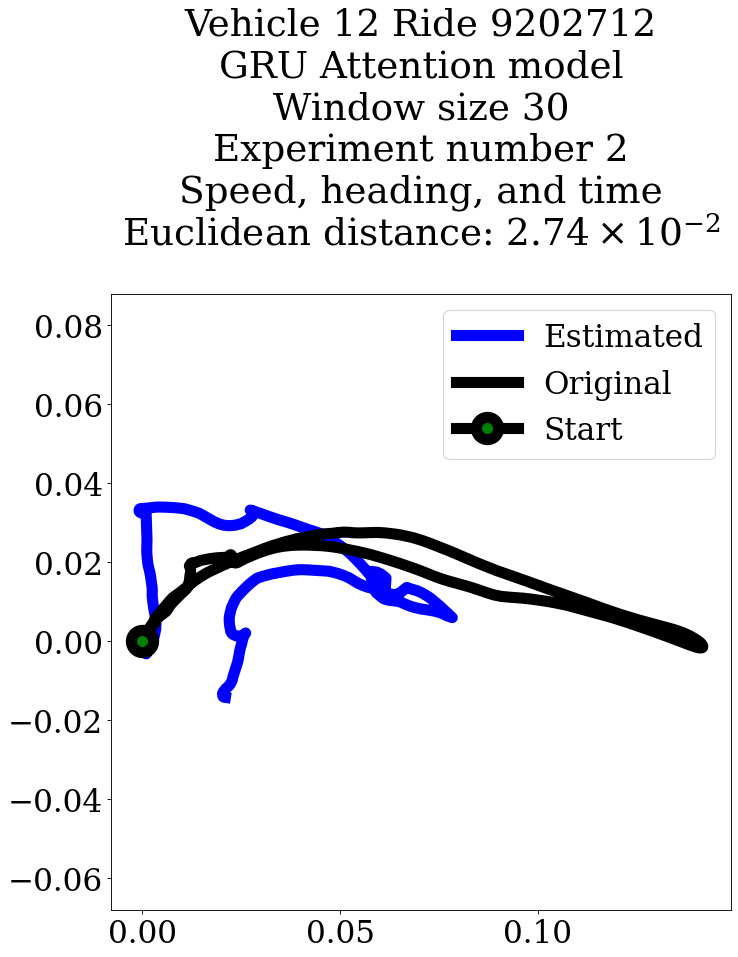 Vehicle 12 Ride 9202712
GRU Attention model
Window size 30
Experiment number 2
Speed, heading, and time
Euclidean distance: 2.74 × 10⁻²
Estimated
Original
Start
0.08
0.06
0.04
0.02
0.00
−0.02
−0.04
−0.06
0.00 0.05 0.10